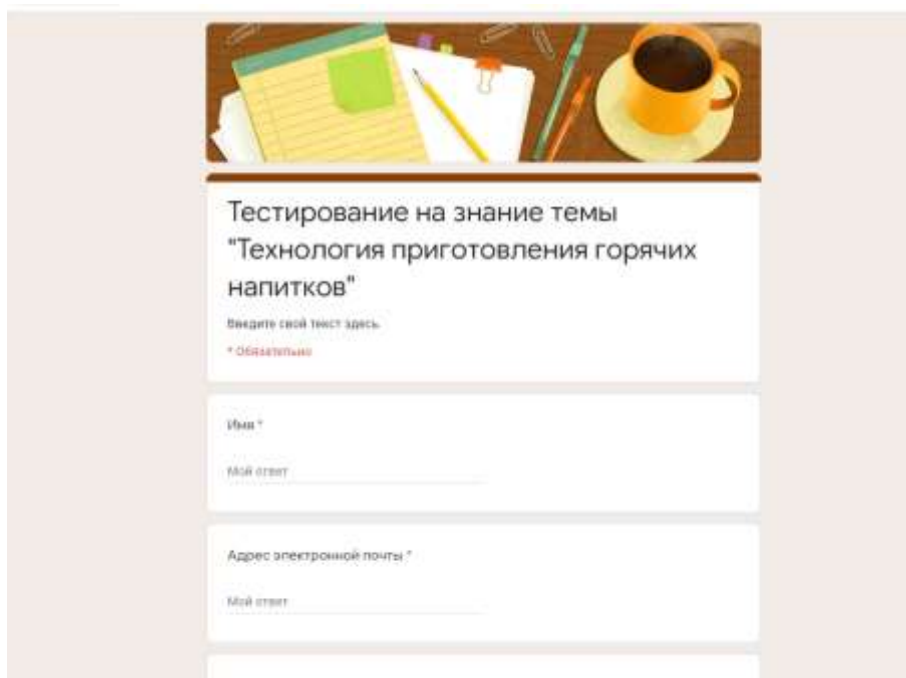 Тестирование на знание темы
"Технология приготовления горячих
напитков"
Введите свой текст здесь.
* Обязательно
Имя *
Мой ответ
Адрес электронной почты *
Мой ответ